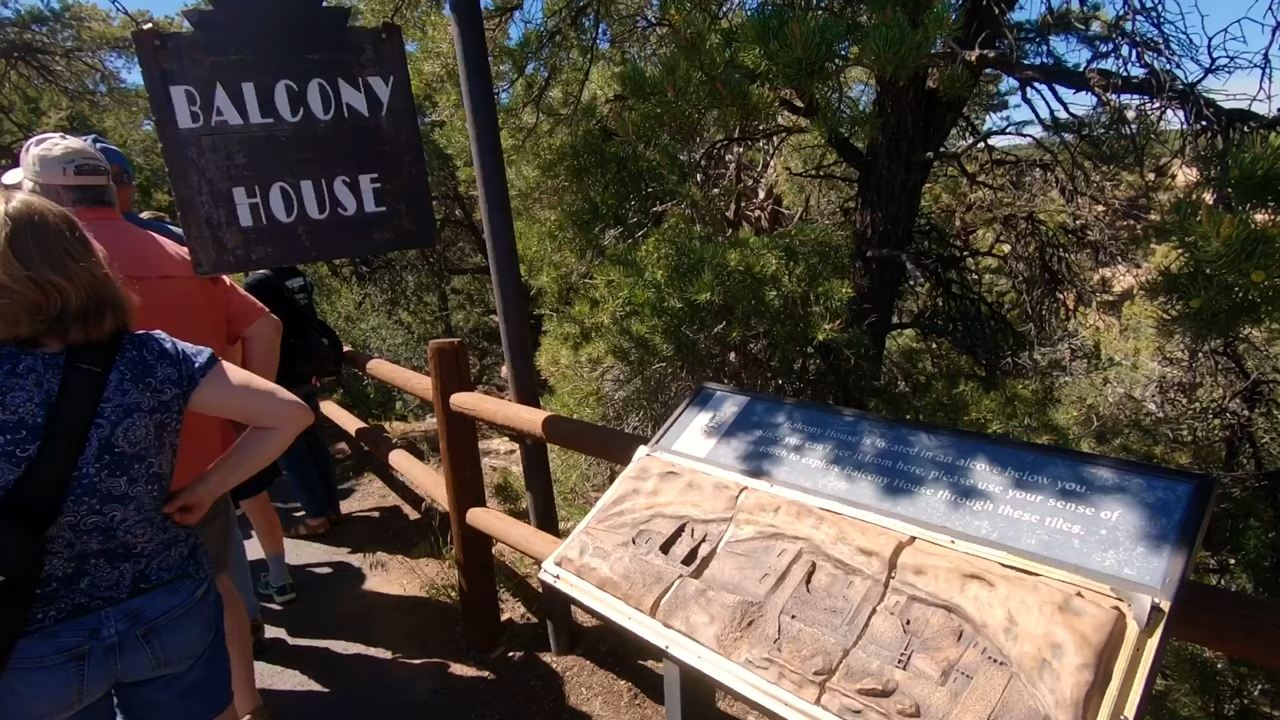 BALCONY
HOUSE
Balcony House is located in an alcove below you.
Since you can't see it from here, please use your sense of
touch to explore Balcony House through these tiles.